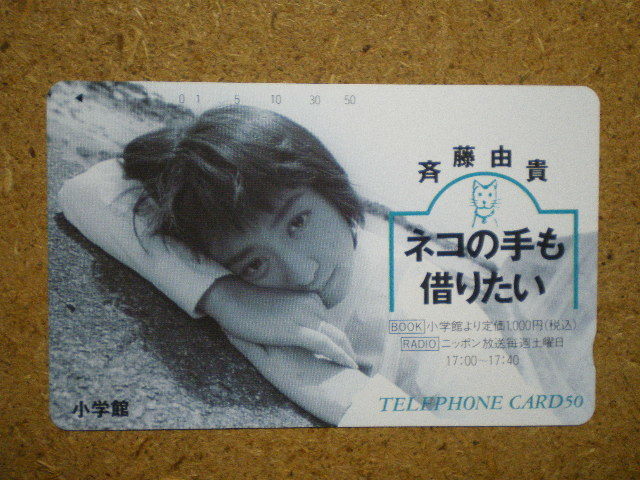 0 1 5 10 30 50
斉藤由貴
ネコの手も
借りたい
BOOK 小学館より定価1,000円(税込)
RADIO ニッポン放送毎週土曜日
17:00〜17:40
小学館
TELEPHONE CARD50